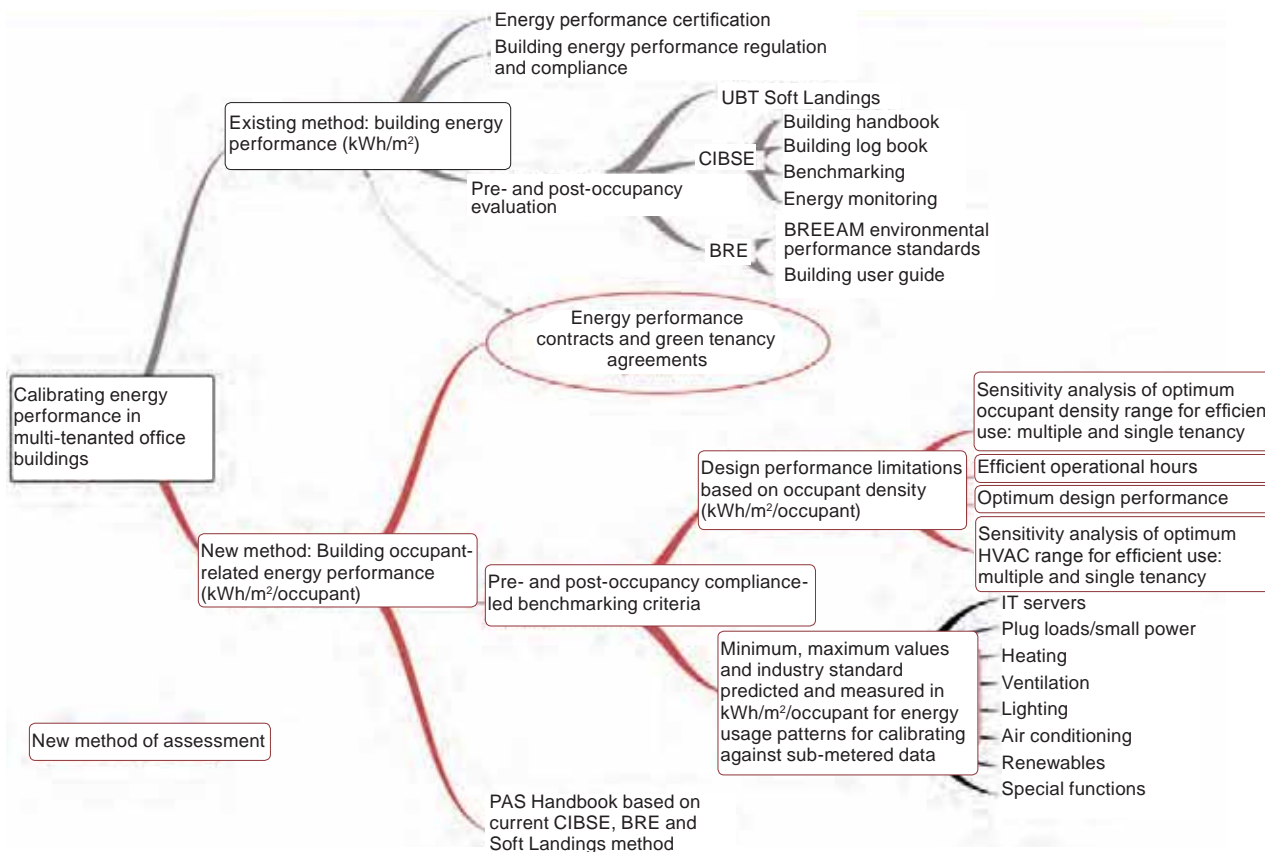 Energy performance certification
Building energy performance regulation
and compliance
Existing method: building energy
performance (kWh/m²)
UBT Soft Landings
CIBSE
Building handbook
Building log book
Benchmarking
Energy monitoring
Pre- and post-occupancy
evaluation
BRE
BREEAM environmental
performance standards
Building user guide
Energy performance
contracts and green tenancy
agreements
Calibrating energy
performance in
multi-tenanted office
buildings
Sensitivity analysis of optimum
occupant density range for efficient
use: multiple and single tenancy
Design performance limitations
based on occupant density
(kWh/m²/occupant)
Efficient operational hours
Optimum design performance
Sensitivity analysis of optimum
HVAC range for efficient use:
multiple and single tenancy
New method: Building occupant-
related energy performance
(kWh/m²/occupant)
Pre- and post-occupancy compliance-
led benchmarking criteria
Minimum, maximum values
and industry standard
predicted and measured in
kWh/m²/occupant for energy
usage patterns for calibrating
against sub-metered data
IT servers
Plug loads/small power
Heating
Ventilation
Lighting
Air conditioning
Renewables
Special functions
New method of assessment
PAS Handbook based on
current CIBSE, BRE and
Soft Landings method